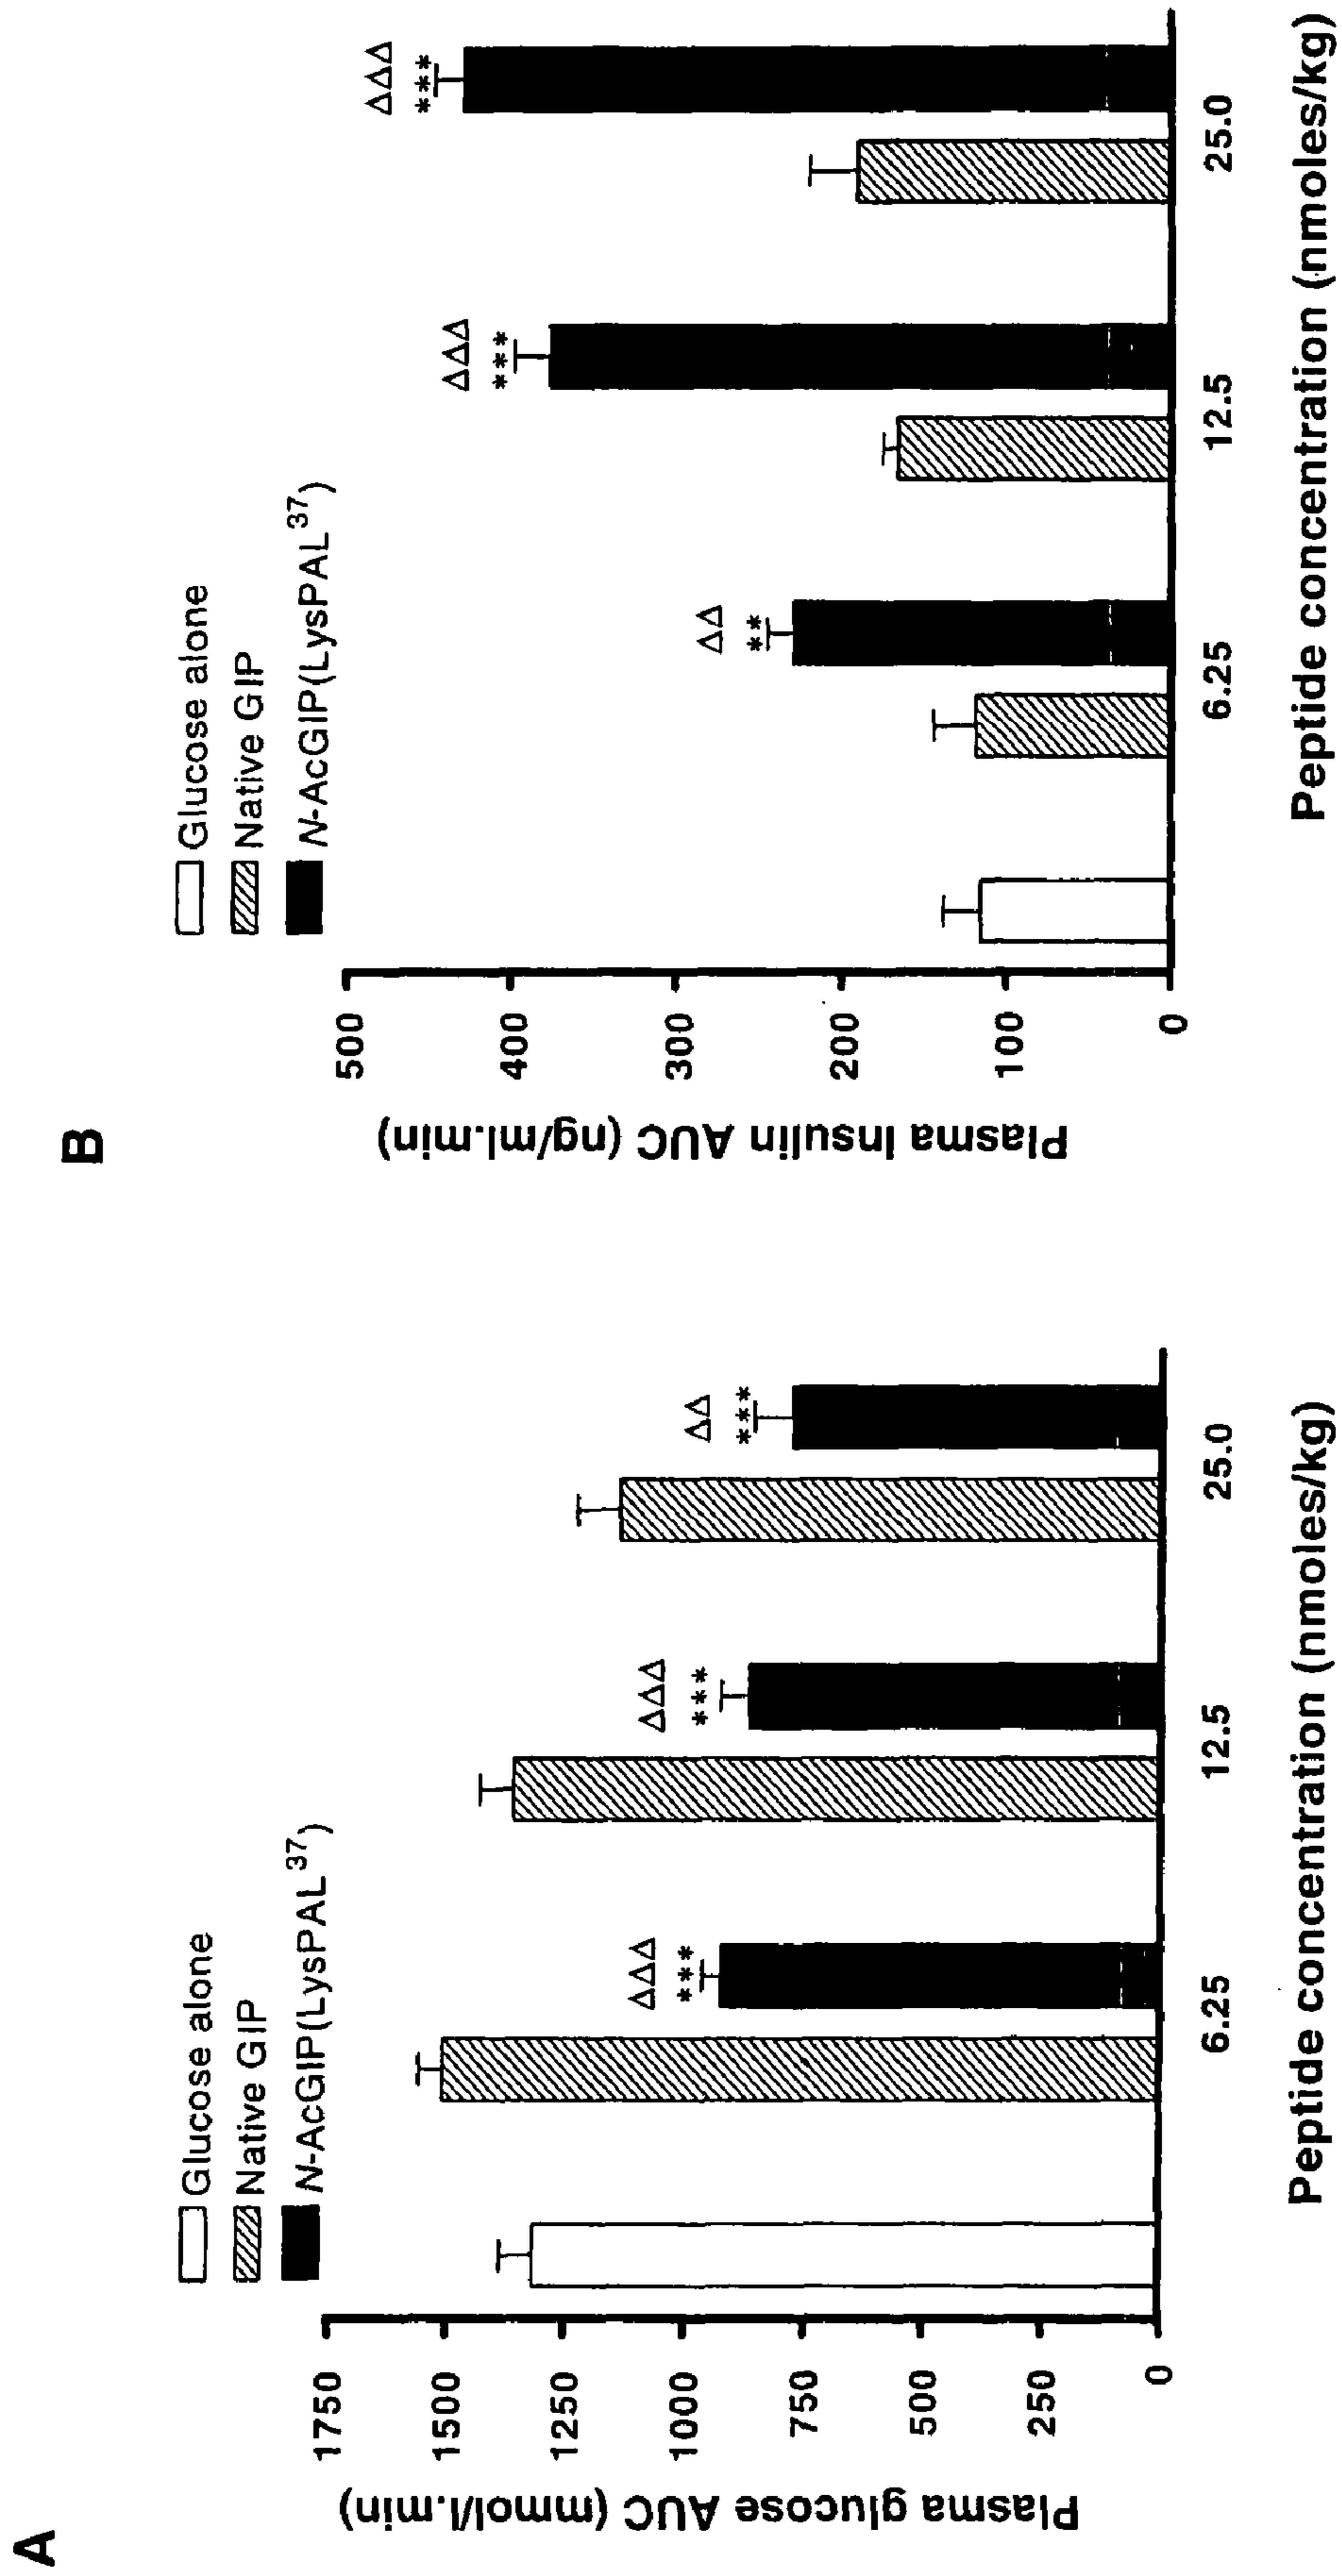 A
Glucose alone
Native GIP
N-AcGIP(LysPAL³⁷)
Plasma glucose AUC (mmol/l.min)
1750
1500
1250
1000
750
500
250
0
ΔΔΔ
***
ΔΔΔ
***
ΔΔ
***
6.25 12.5 25.0
Peptide concentration (nmoles/kg)
B
Glucose alone
Native GIP
N-AcGIP(LysPAL³⁷)
Plasma Insulin AUC (ng/ml.min)
500
400
300
200
100
0
ΔΔ
**
ΔΔΔ
***
ΔΔΔ
***
6.25 12.5 25.0
Peptide concentration (nmoles/kg)